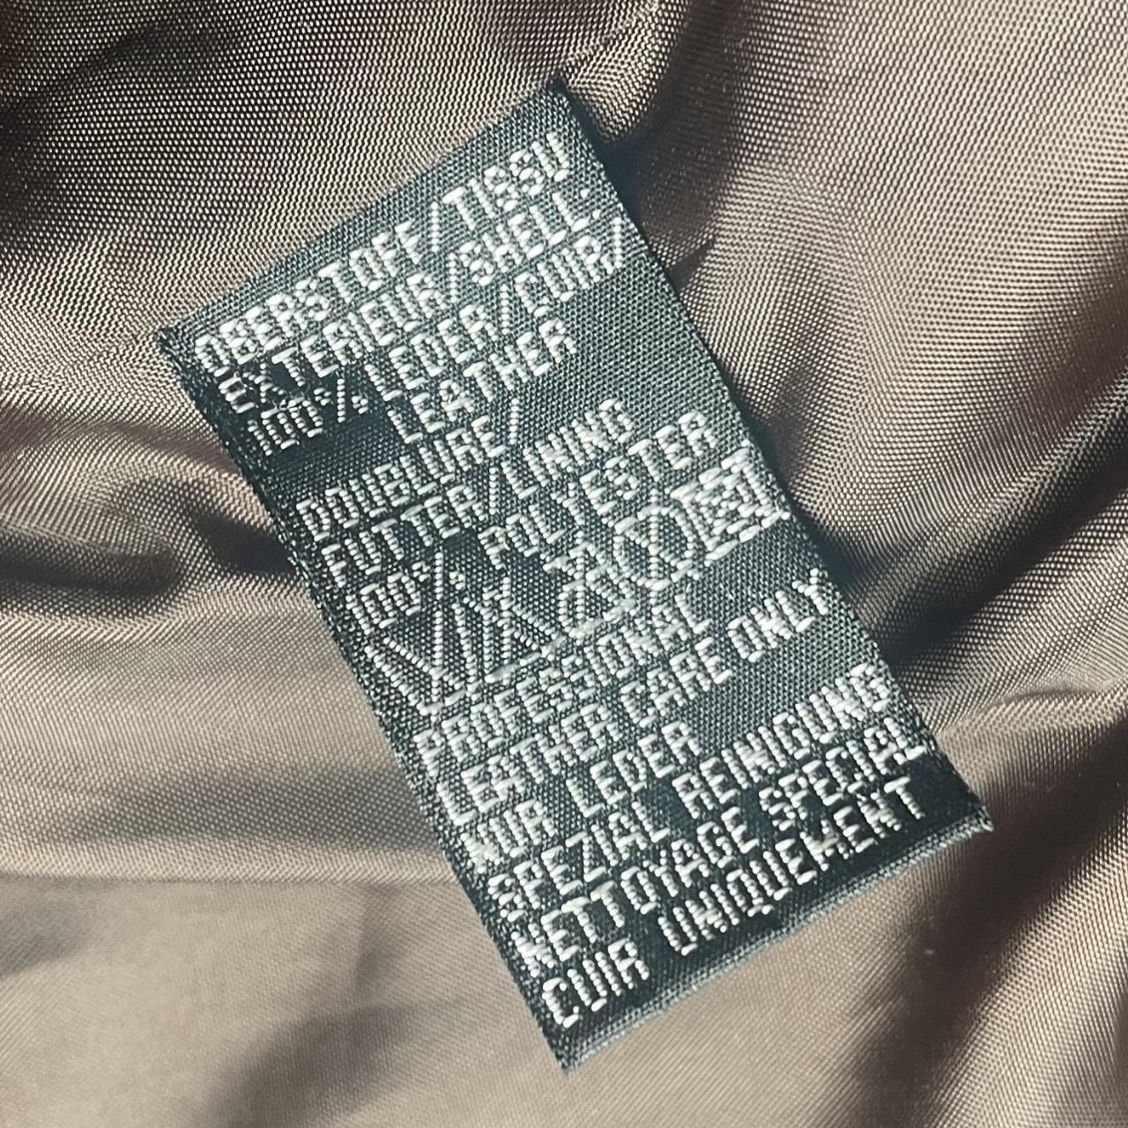 OBERSTOFF/TISSU
EXTERIEUR/SHELL:
100% LEDER/CUIR/
LEATHER
DOUBLURE/
FUTTER/LINING
100% POLYESTER
PROFESSIONAL
LEATHER CARE ONLY
NUR LEDER
SPEZIAL REINIGUNG
NETTOYAGE SPECIAL
CUIR UNIQUEMENT